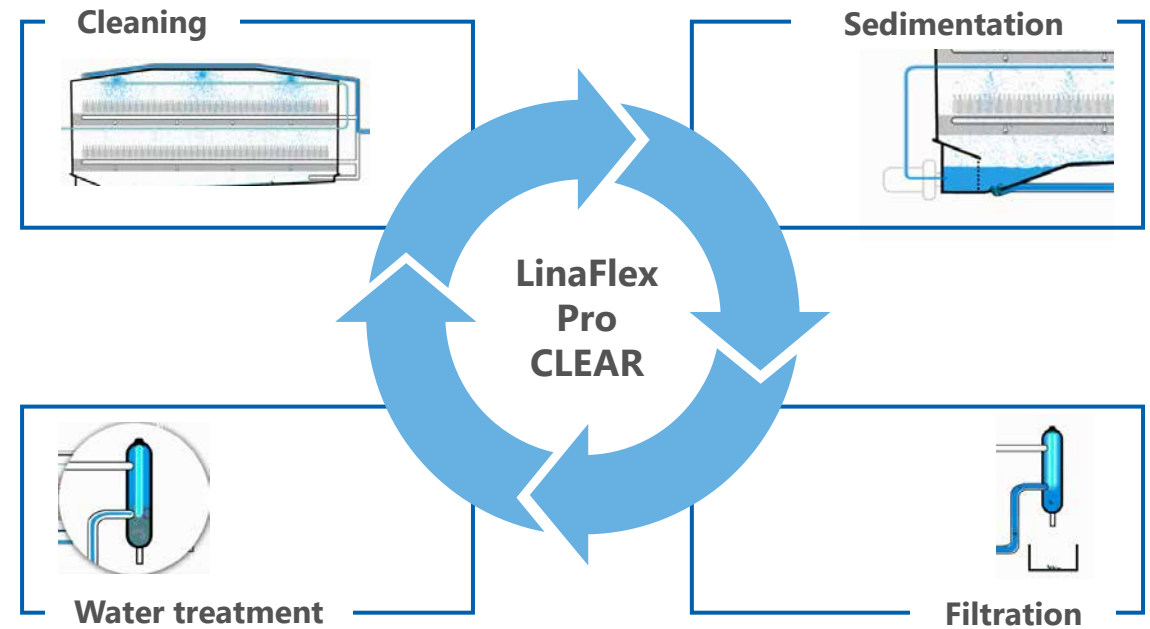 Cleaning
Sedimentation
LinaFlex
Pro
CLEAR
Water treatment
Filtration